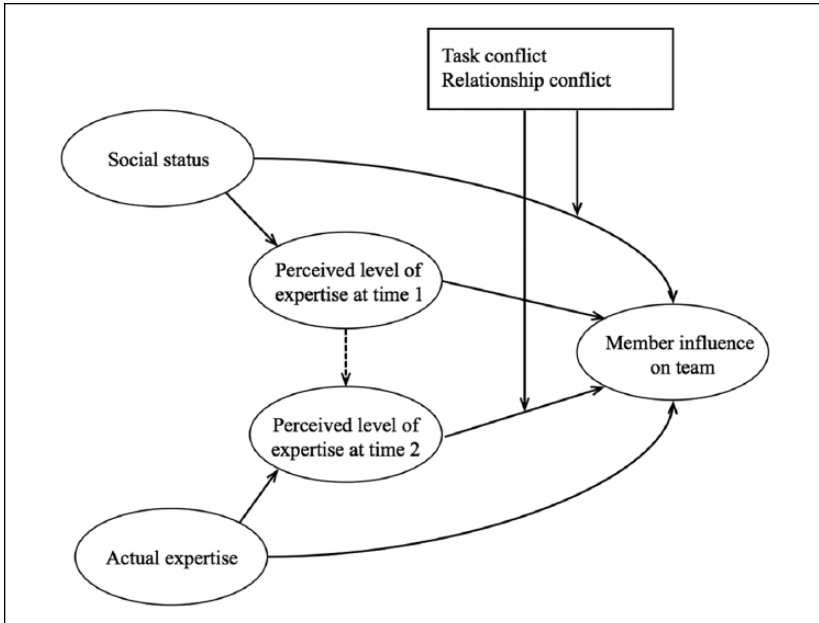 Task conflict
Relationship conflict
Social status
Perceived level of
expertise at time 1
Member influence
on team
Perceived level of
expertise at time 2
Actual expertise